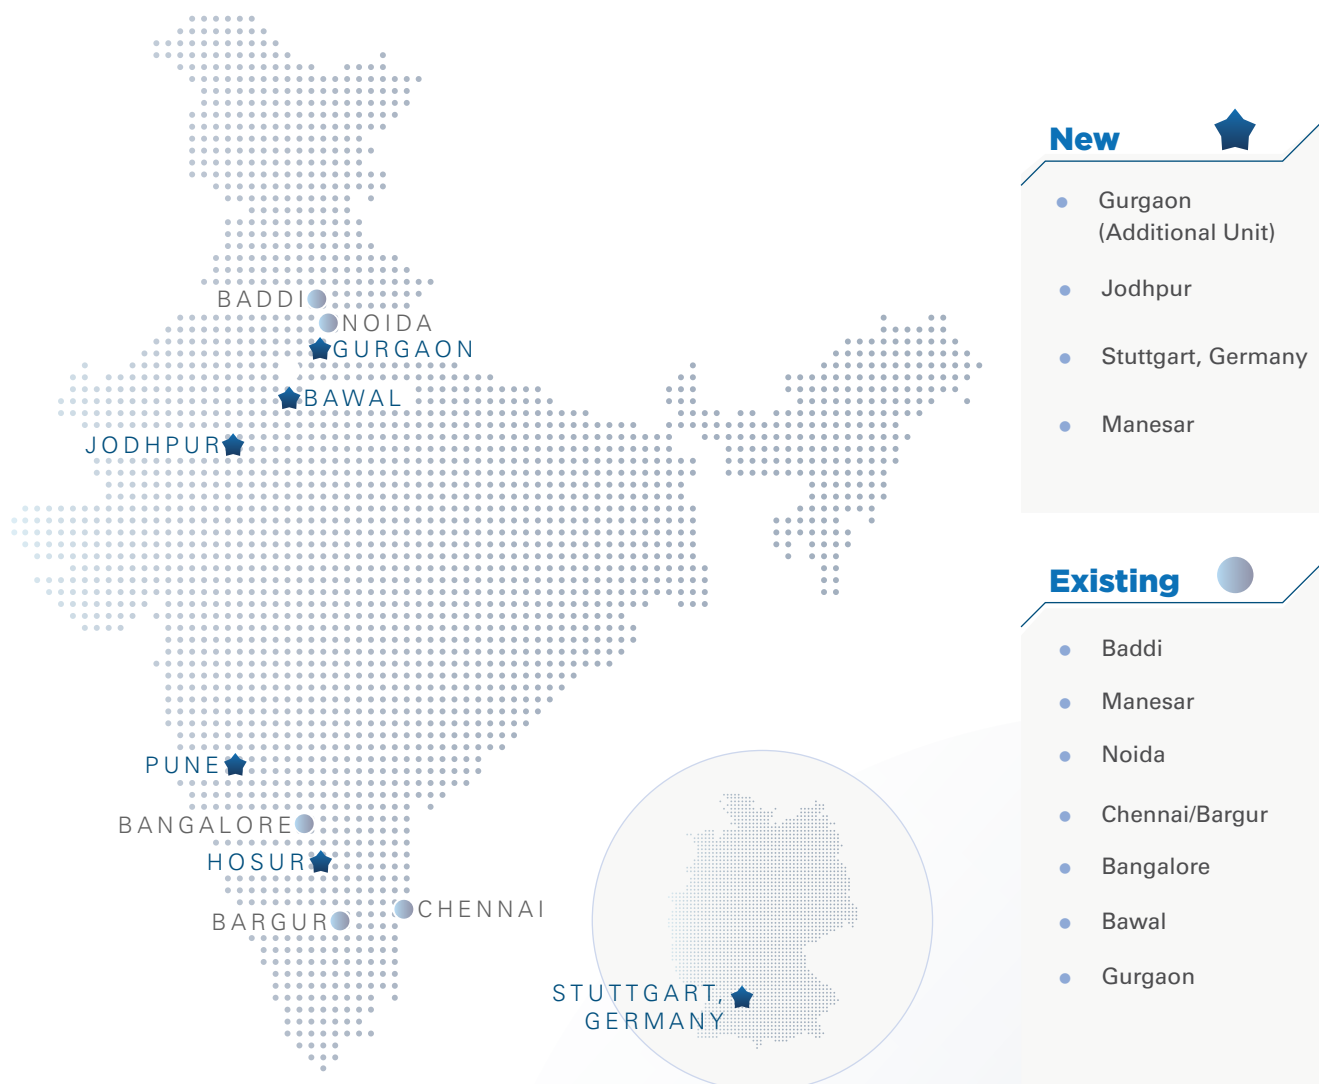 BADDI
NOIDA
GURGAON
BAWAL
JODHPUR
PUNE
BANGALORE
HOSUR
CHENNAI
BARGUR
STUTTGART,
GERMANY
New
Gurgaon
(Additional Unit)
Jodhpur
Stuttgart, Germany
Manesar
Existing
Baddi
Manesar
Noida
Chennai/Bargur
Bangalore
Bawal
Gurgaon